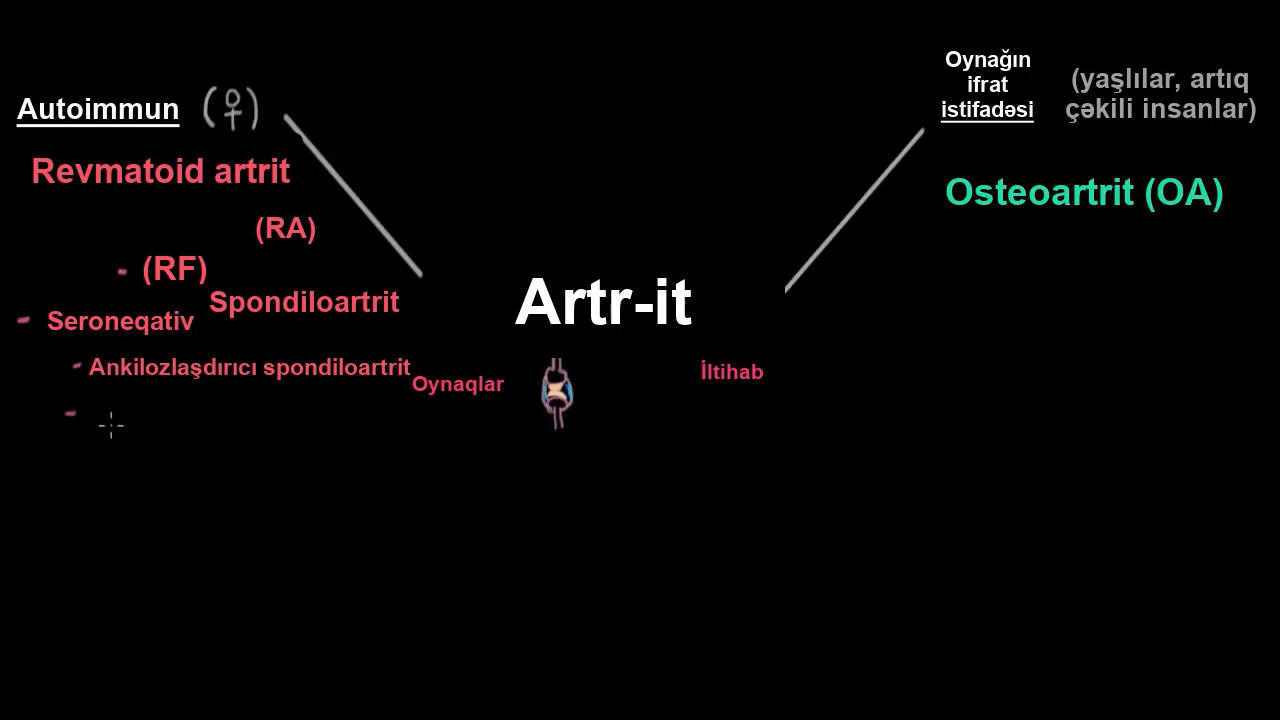 Autoimmun (♀)
Revmatoid artrit
(RA)
- (RF)
Spondiloartrit
- Seroneqativ
- Ankilozlaşdırıcı spondiloartrit
-
Artr-it
Oynaqlar
İltihab
Oynağın
ifrat
istifadəsi
(yaşlılar, artıq
çəkili insanlar)
Osteoartrit (OA)